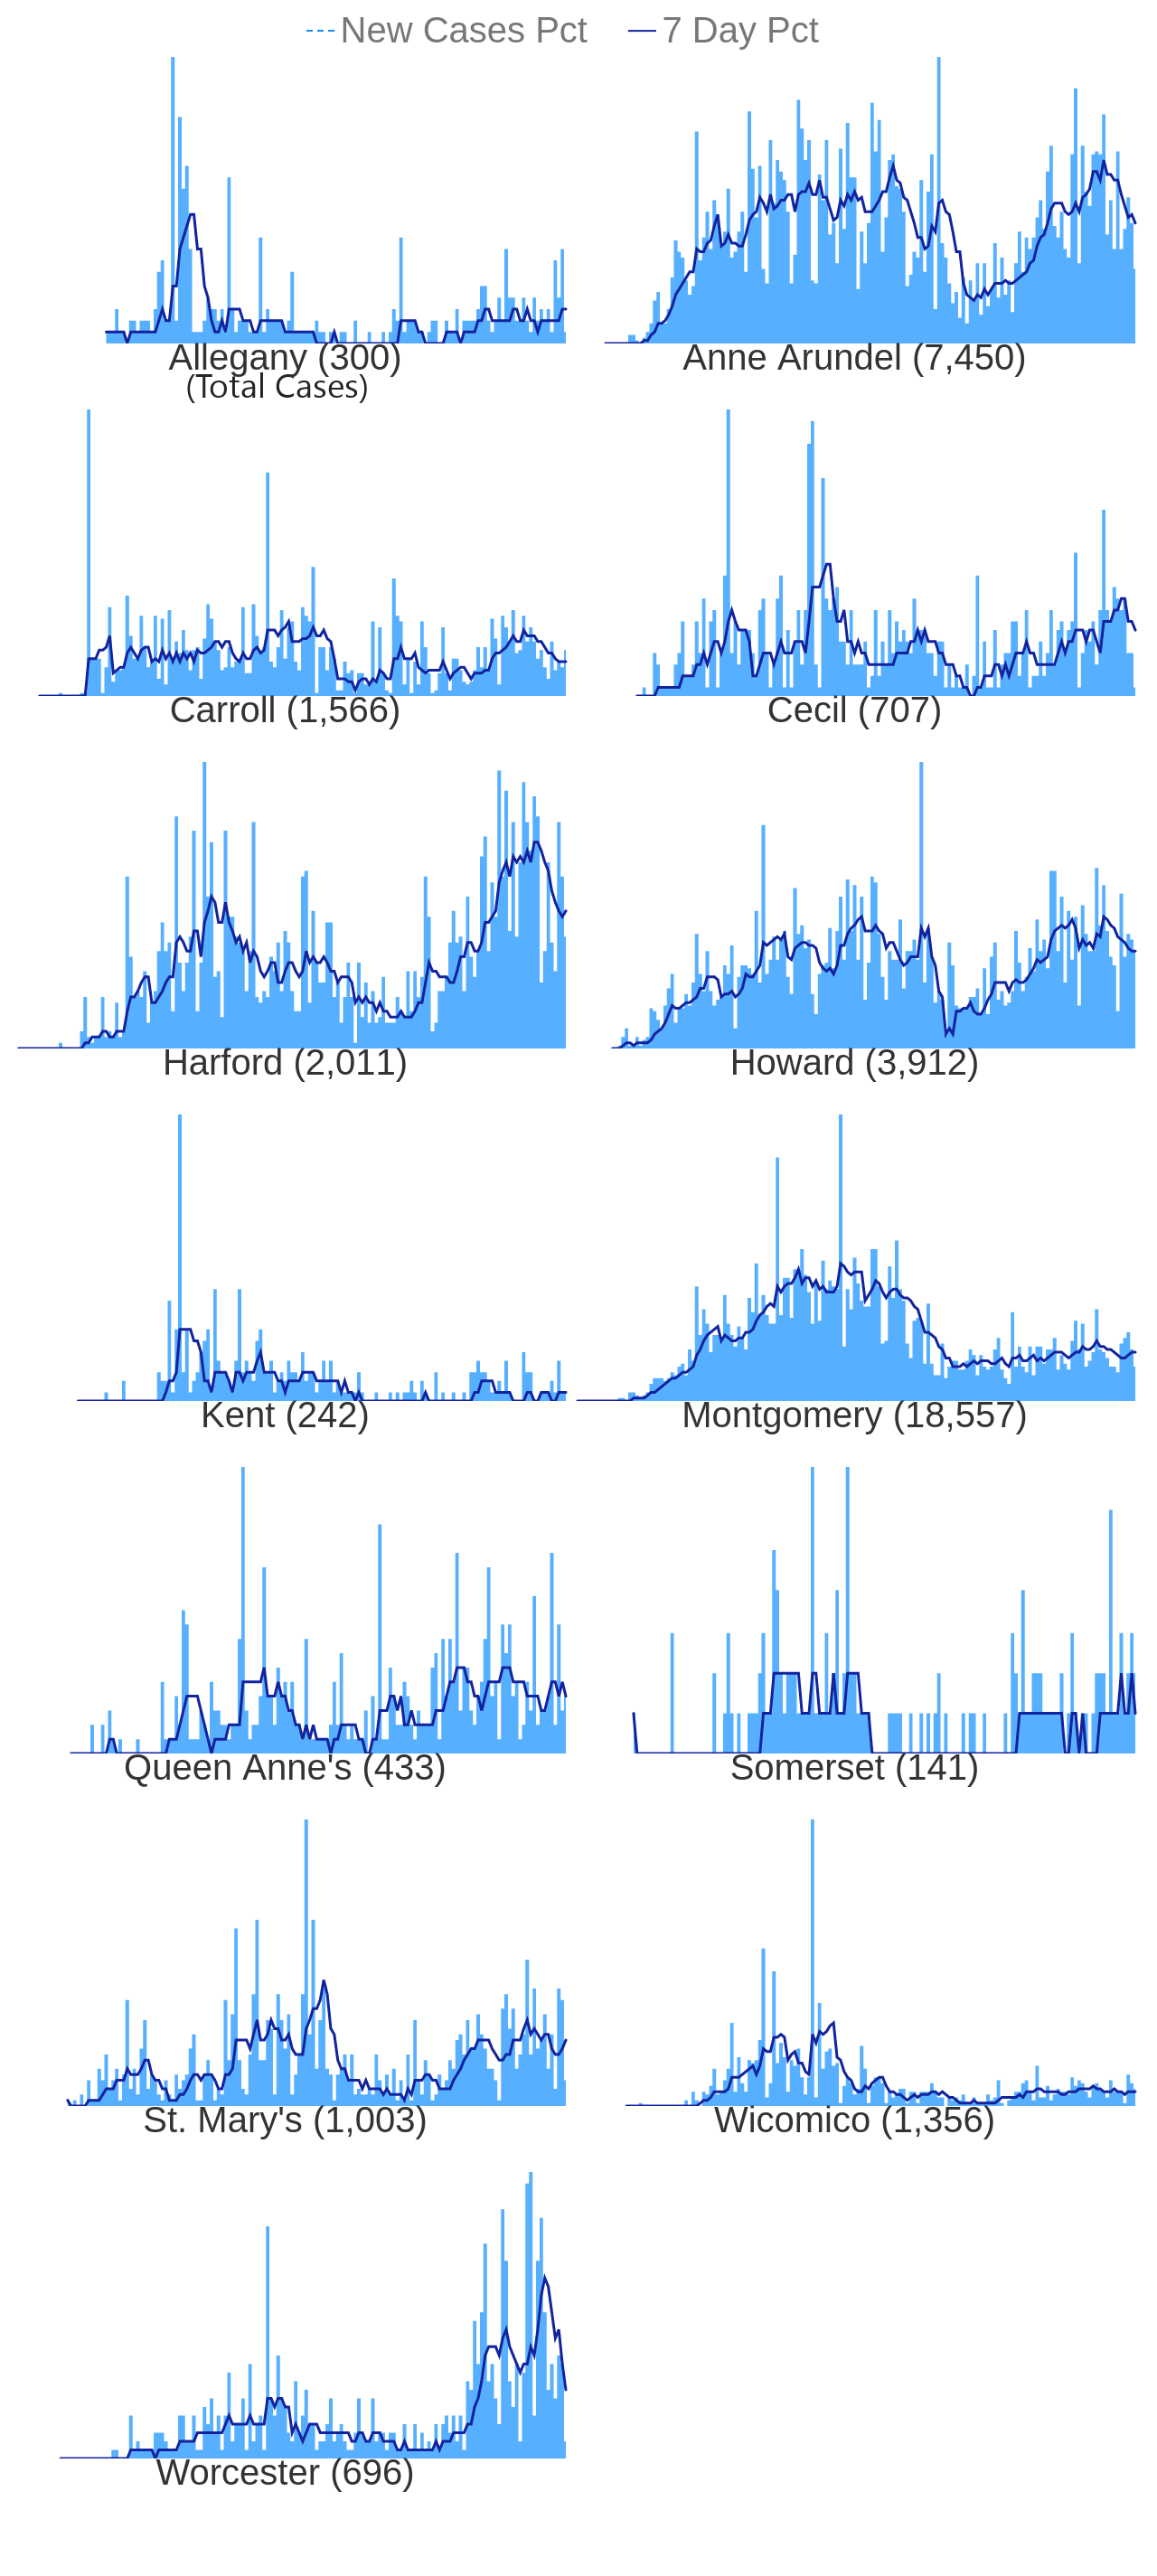 New Cases Pct 7 Day Pct
Allegany (300) Anne Arundel (7,450)
(Total Cases)
Carroll (1,566) Cecil (707)
Harford (2,011) Howard (3,912)
Kent (242) Montgomery (18,557)
Queen Anne's (433) Somerset (141)
St. Mary's (1,003) Wicomico (1,356)
Worcester (696)